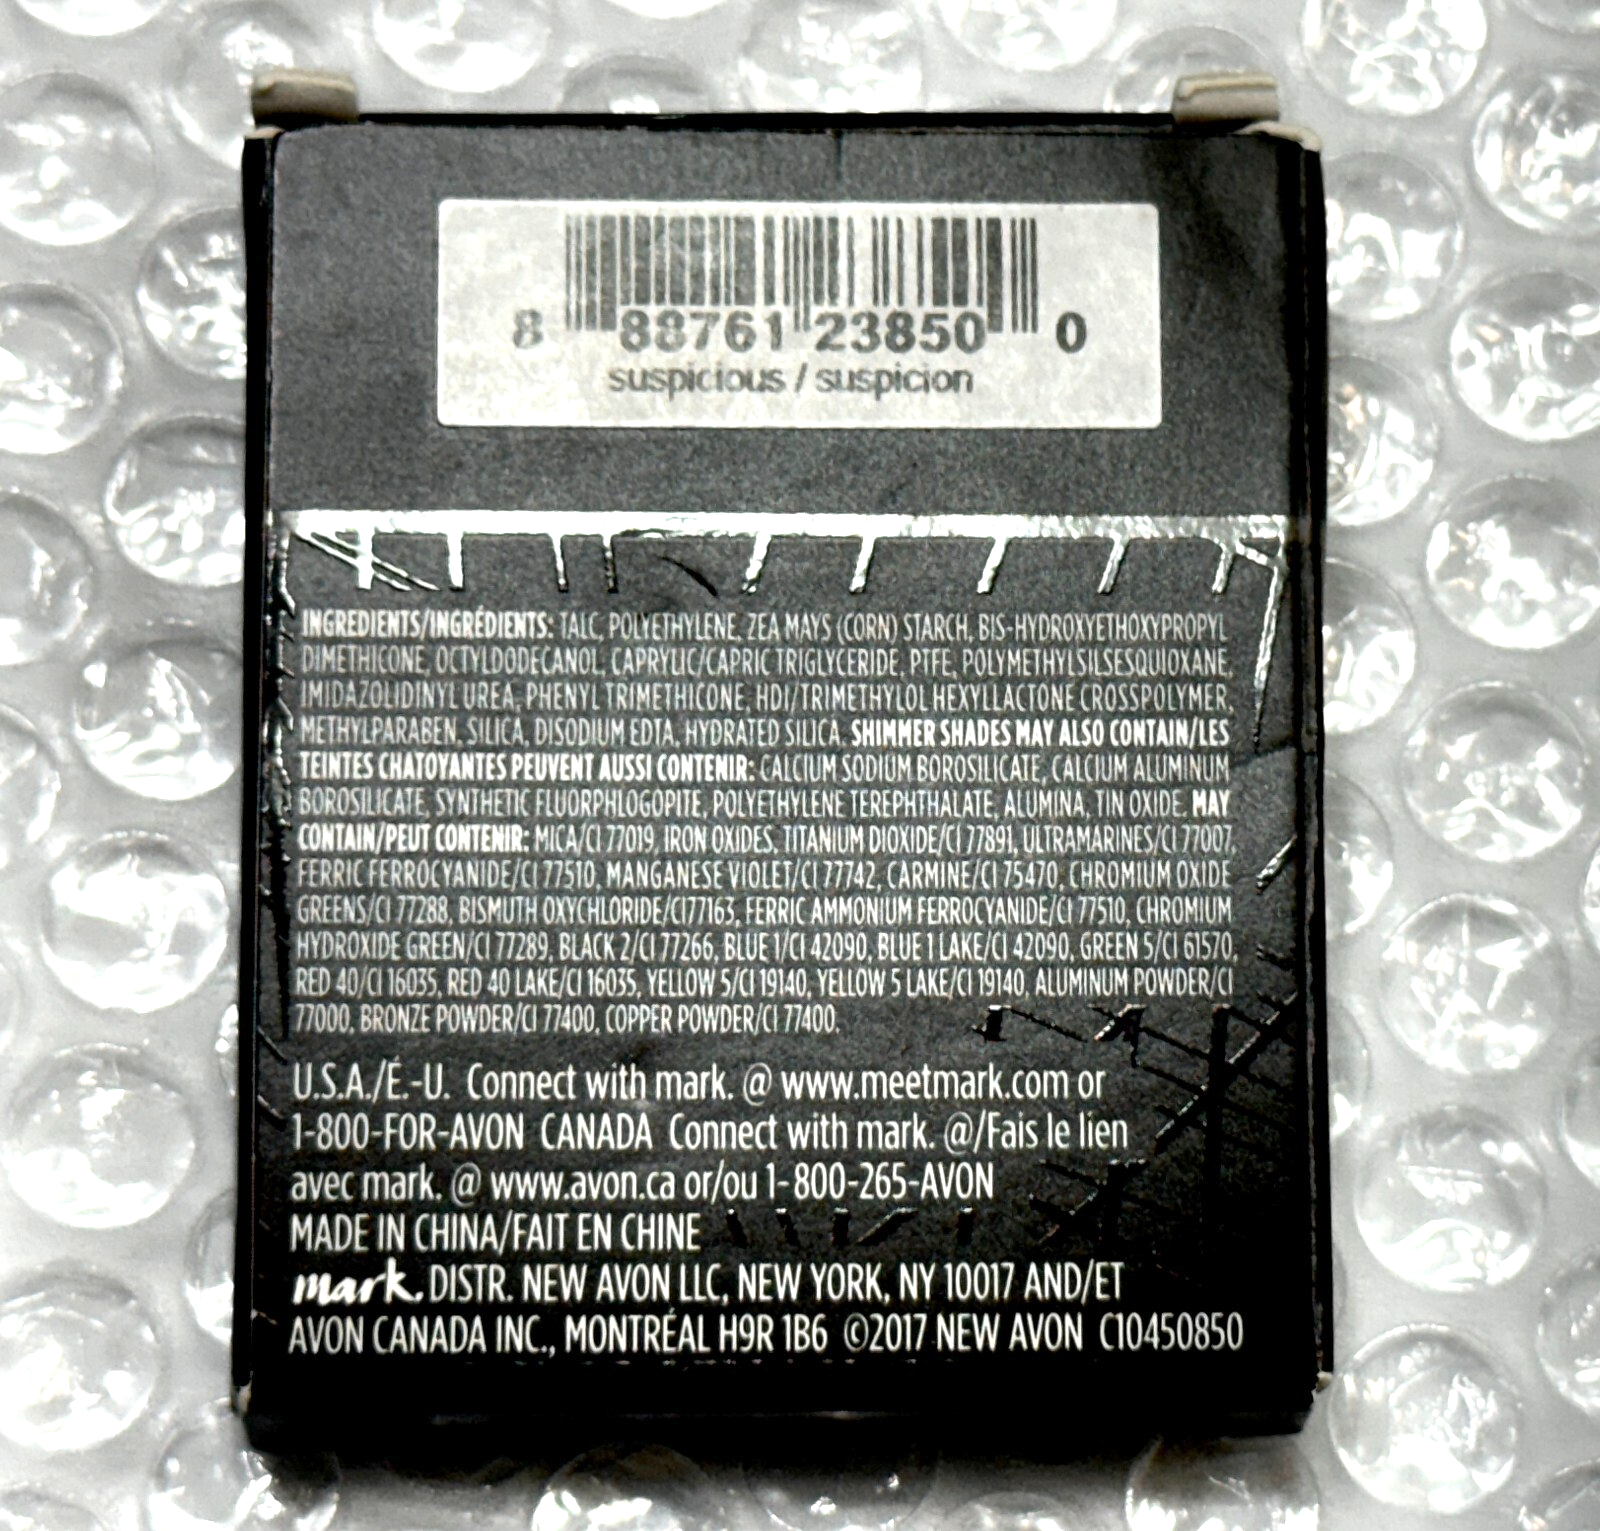 8 88761 23850 0
suspicious / suspicion
INGREDIENTS/INGRÉDIENTS: TALC, POLYETHYLENE, ZEA MAYS (CORN) STARCH, BIS-HYDROXYETHOXYPROPYL
DIMETHICONE, OCTYLDODECANOL, CAPRYLIC/CAPRIC TRIGLYCERIDE, PTFE, POLYMETHYLSILSESQUIOXANE,
IMIDAZOLIDINYL UREA, PHENYL TRIMETHICONE, HDI/TRIMETHYLOL HEXYLLACTONE CROSSPOLYMER,
METHYLPARABEN, SILICA, DISODIUM EDTA, HYDRATED SILICA. SHIMMER SHADES MAY ALSO CONTAIN/LES
TEINTES CHATOYANTES PEUVENT AUSSI CONTENIR: CALCIUM SODIUM BOROSILICATE, CALCIUM ALUMINUM
BOROSILICATE, SYNTHETIC FLUORPHLOGOPITE, POLYETHYLENE TEREPHTHALATE, ALUMINA, TIN OXIDE. MAY
CONTAIN/PEUT CONTENIR: MICA/CI 77019, IRON OXIDES, TITANIUM DIOXIDE/CI 77891, ULTRAMARINES/CI 77007,
FERRIC FERROCYANIDE/CI 77510, MANGANESE VIOLET/CI 77742, CARMINE/CI 75470, CHROMIUM OXIDE
GREENS/CI 77288, BISMUTH OXYCHLORIDE/CI77163, FERRIC AMMONIUM FERROCYANIDE/CI 77510, CHROMIUM
HYDROXIDE GREEN/CI 77289, BLACK 2/CI 77266, BLUE 1/CI 42090, BLUE 1 LAKE/CI 42090, GREEN 5/CI 61570,
RED 40/CI 16035, RED 40 LAKE/CI 16035, YELLOW 5/CI 19140, YELLOW 5 LAKE/CI 19140, ALUMINUM POWDER/CI
77000, BRONZE POWDER/CI 77400, COPPER POWDER/CI 77400.
U.S.A./É.-U. Connect with mark. @ www.meetmark.com or
1-800-FOR-AVON CANADA Connect with mark. @/Fais le lien
avec mark. @ www.avon.ca or/ou 1-800-265-AVON
MADE IN CHINA/FAIT EN CHINE
mark. DISTR. NEW AVON LLC, NEW YORK, NY 10017 AND/ET
AVON CANADA INC., MONTRÉAL H9R 1B6 ©2017 NEW AVON C10450850